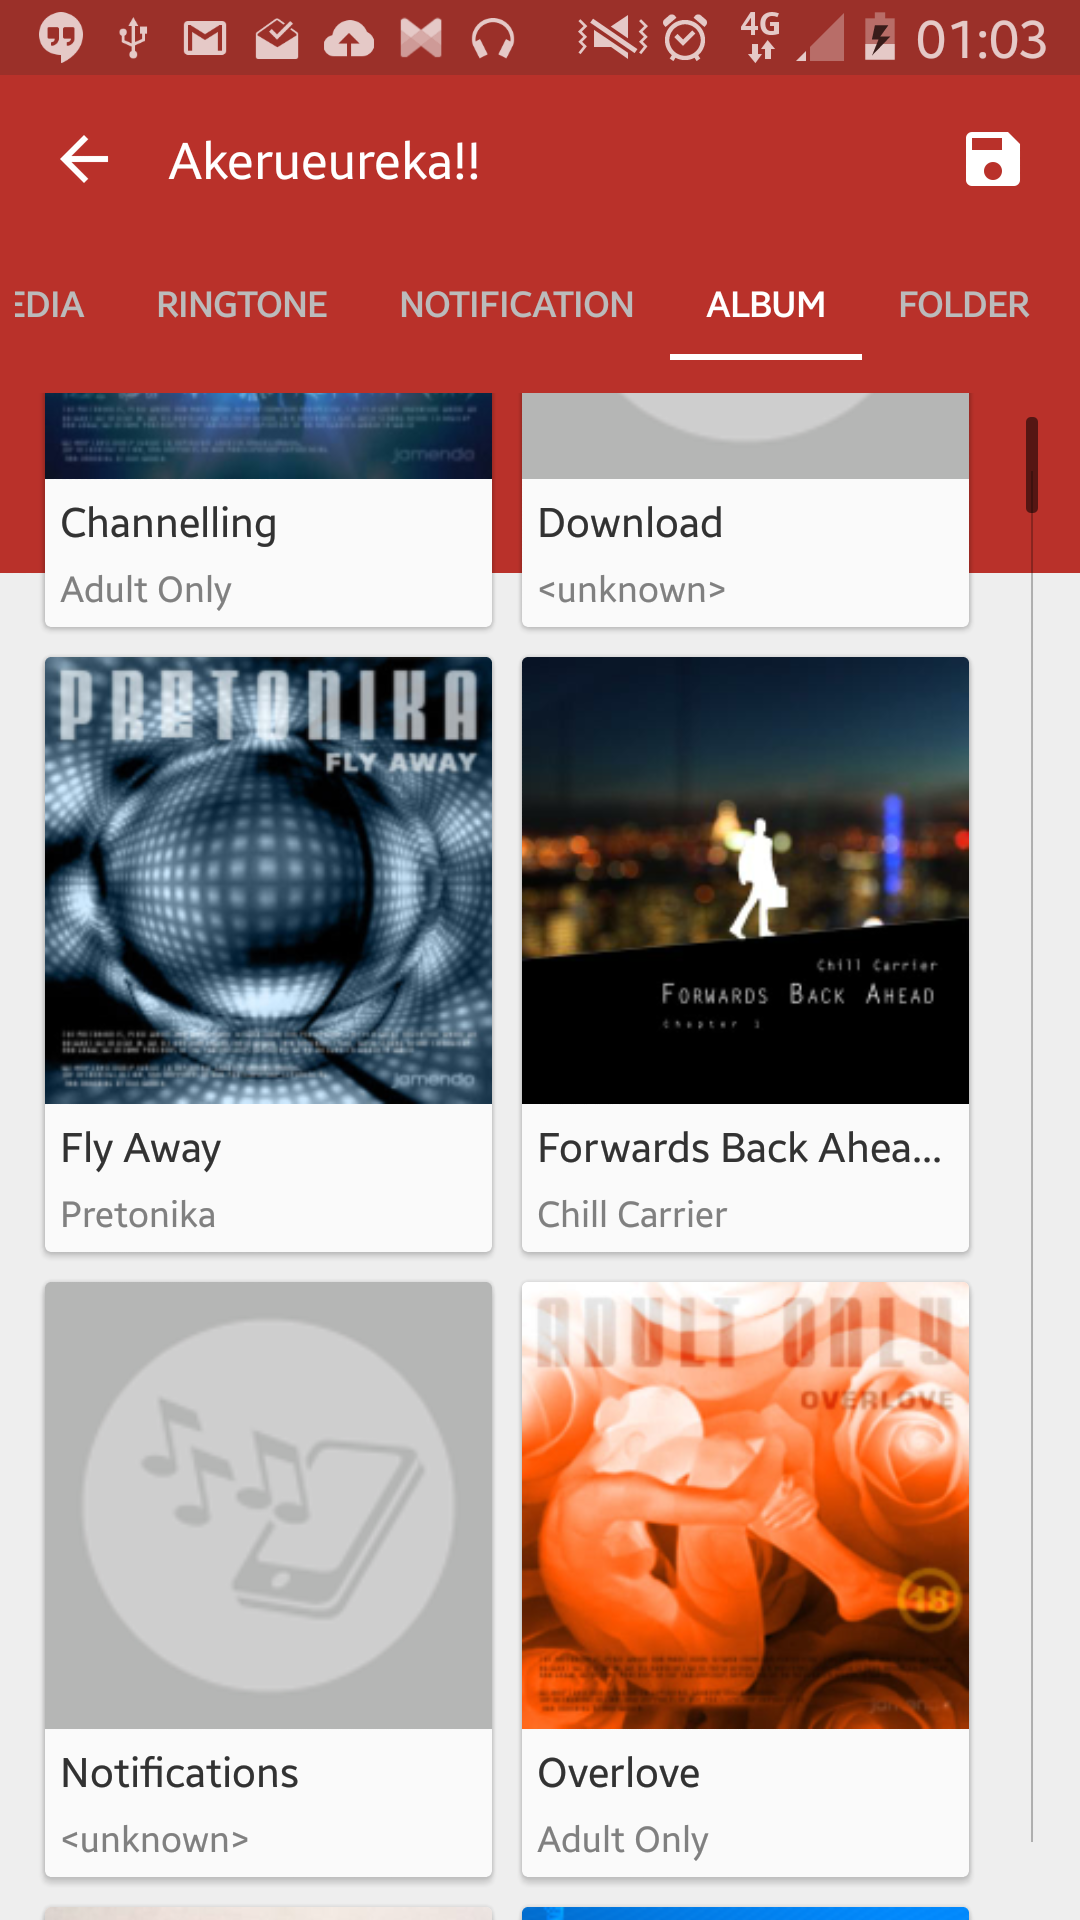 4G
01:03
Akerueureka!!
EDIA RINGTONE NOTIFICATION ALBUM FOLDER
jamendo
Channelling
Adult Only
Download
<unknown>
PRETONIKA
FLY AWAY
jamendo
Chill Carrier
FORWARDS BACK AHEAD
Chapter 1
Fly Away
Pretonika
Forwards Back Ahea...
Chill Carrier
ADULT ONLY
OVERLOVE
18
Notifications
<unknown>
Overlove
Adult Only